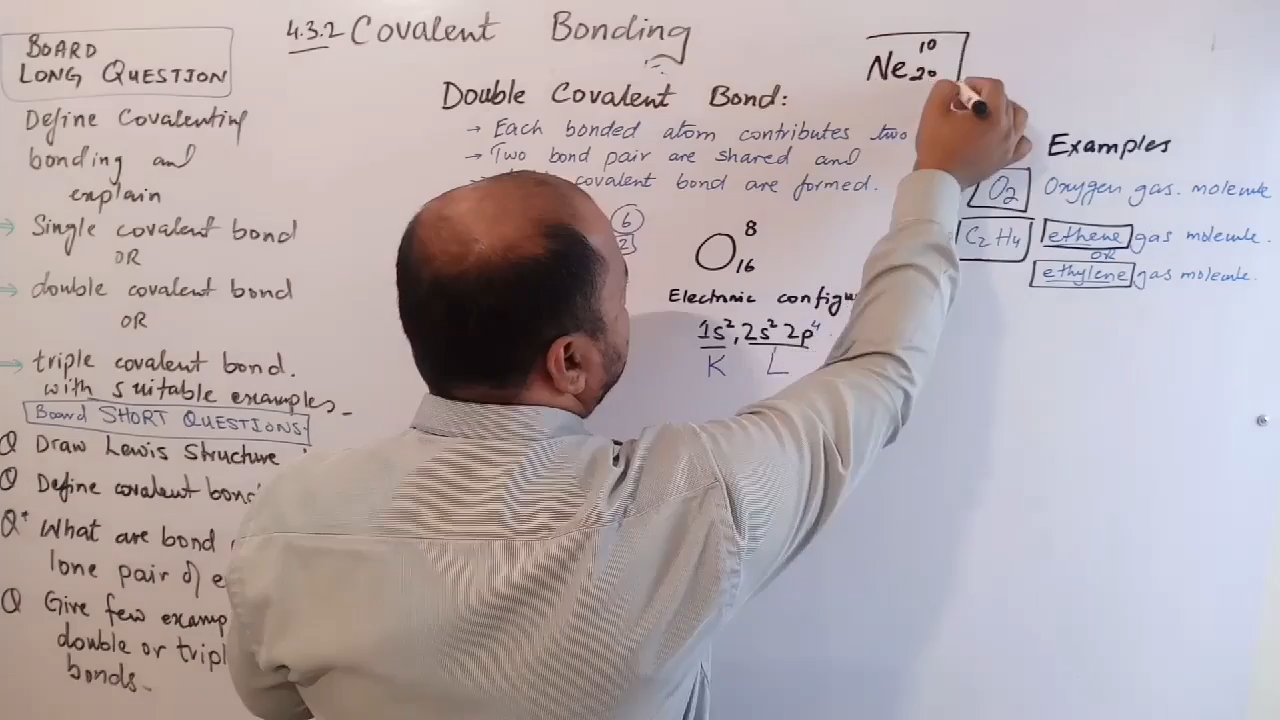 4.3.2 Covalent Bonding
BOARD
LONG QUESTION
Define Covalenting
bonding and
explain
→ Single covalent bond
OR
→ double covalent bond
OR
→ triple covalent bond.
with suitable examples
Board SHORT QUESTIONS
Q Draw Lewis Structure
Q Define covalent bond
Q* What are bond
lone pair of e
Q Give few examp
double or tripl
bonds
Double Covalent Bond:
→ Each bonded atom contributes two
→ Two bond pair are shared and
covalent bond are formed.
6
2
O 8
16
Electronic configu
1s², 2s² 2p⁴
K L
Ne 10
20
Examples
O₂ Oxygen gas molecule
C₂H₄ ethene gas molecule.
OR
ethylene gas molecule.